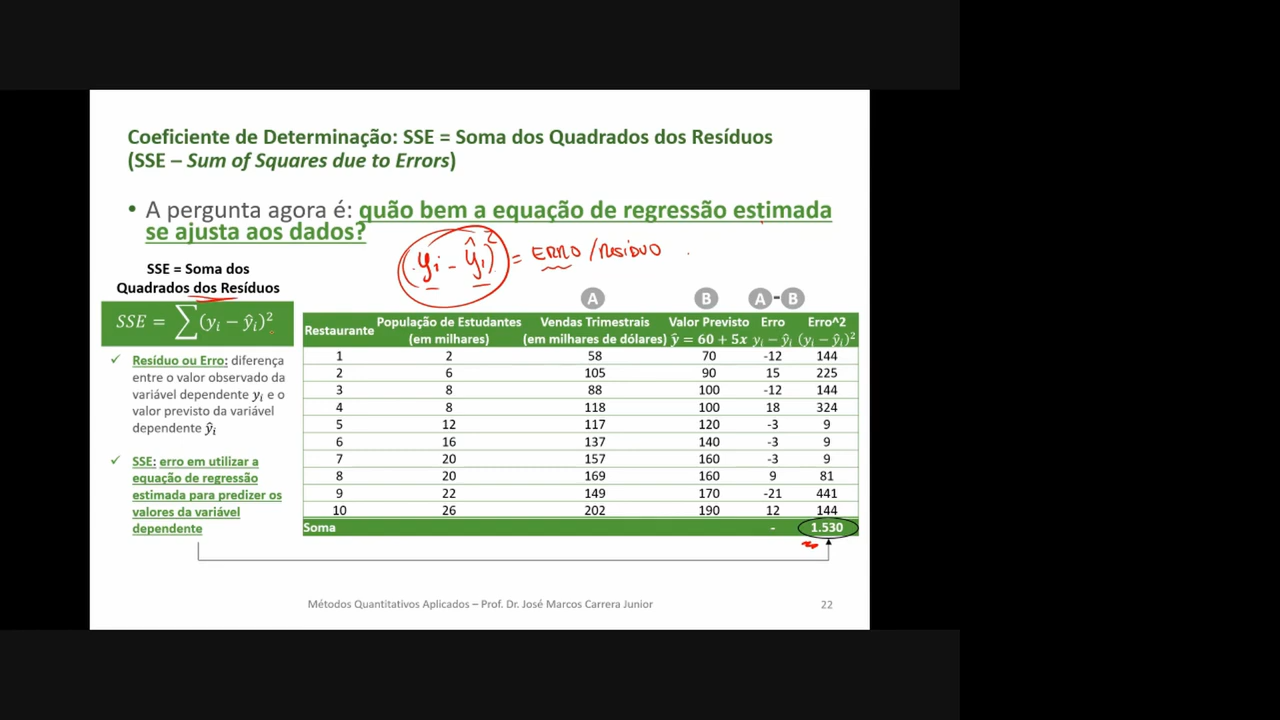 Coeficiente de Determinação: SSE = Soma dos Quadrados dos Resíduos
(SSE – Sum of Squares due to Errors)
• A pergunta agora é: quão bem a equação de regressão estimada
se ajusta aos dados?
(yi - ŷi)² = ERRO / RESÍDUO
SSE = Soma dos
Quadrados dos Resíduos
SSE = ∑(yᵢ − ŷᵢ)²
✓ Resíduo ou Erro: diferença
entre o valor observado da
variável dependente yᵢ e o
valor previsto da variável
dependente ŷᵢ
✓ SSE: erro em utilizar a
equação de regressão
estimada para predizer os
valores da variável
dependente
A B A-B
Restaurante População de Estudantes (em milhares) Vendas Trimestrais (em milhares de dólares) Valor Previsto ŷ = 60 + 5x Erro yᵢ − ŷᵢ Erro^2 (yᵢ − ŷᵢ)²
1 2 58 70 -12 144
2 6 105 90 15 225
3 8 88 100 -12 144
4 8 118 100 18 324
5 12 117 120 -3 9
6 16 137 140 -3 9
7 20 157 160 -3 9
8 20 169 160 9 81
9 22 149 170 -21 441
10 26 202 190 12 144
Soma - 1.530
Métodos Quantitativos Aplicados – Prof. Dr. José Marcos Carrera Junior 22